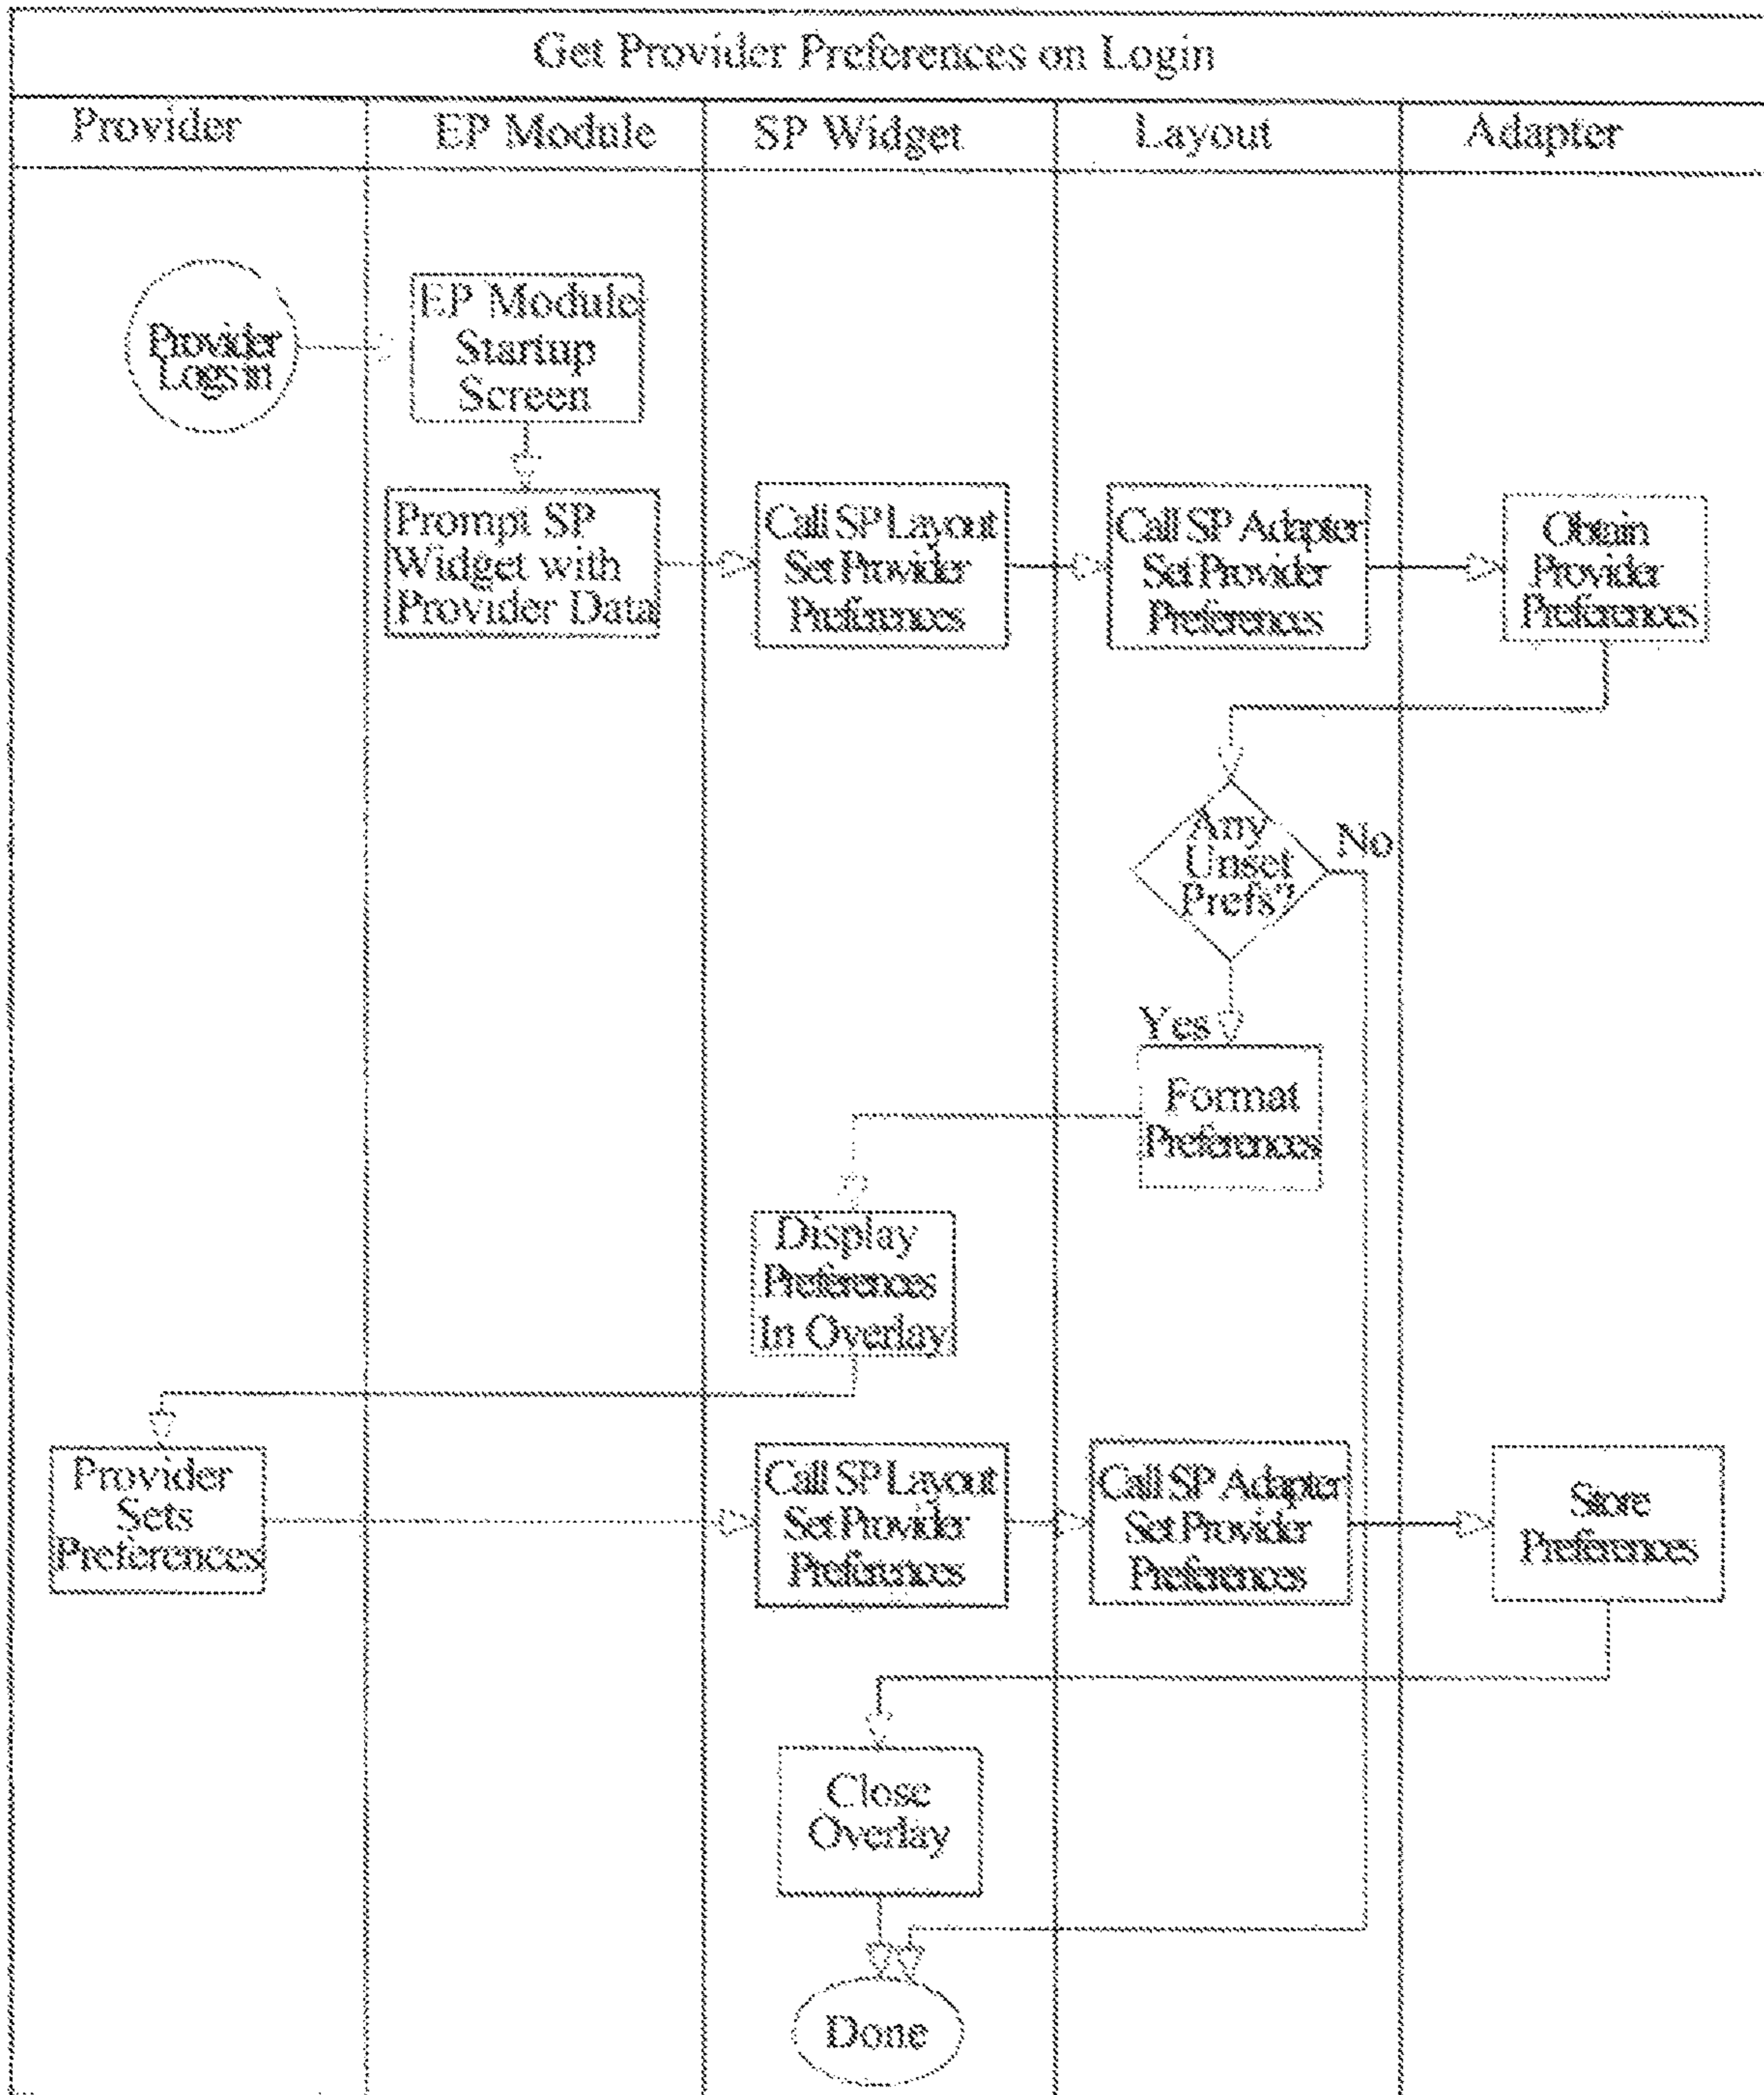 Get Provider Preferences on Login
Provider
EP Module
SP Widget
Layout
Adapter
Provider
Logs in
EP Module
Startup
Screen
Prompt SP
Widget with
Provider Data
Call SP Layout
Set Provider
Preferences
Call SP Adapter
Set Provider
Preferences
Obtain
Provider
Preferences
Any
Unset
Prefs?
No
Yes
Format
Preferences
Display
Preferences
In Overlay
Provider
Sets
Preferences
Call SP Layout
Set Provider
Preferences
Call SP Adapter
Set Provider
Preferences
Store
Preferences
Close
Overlay
Done